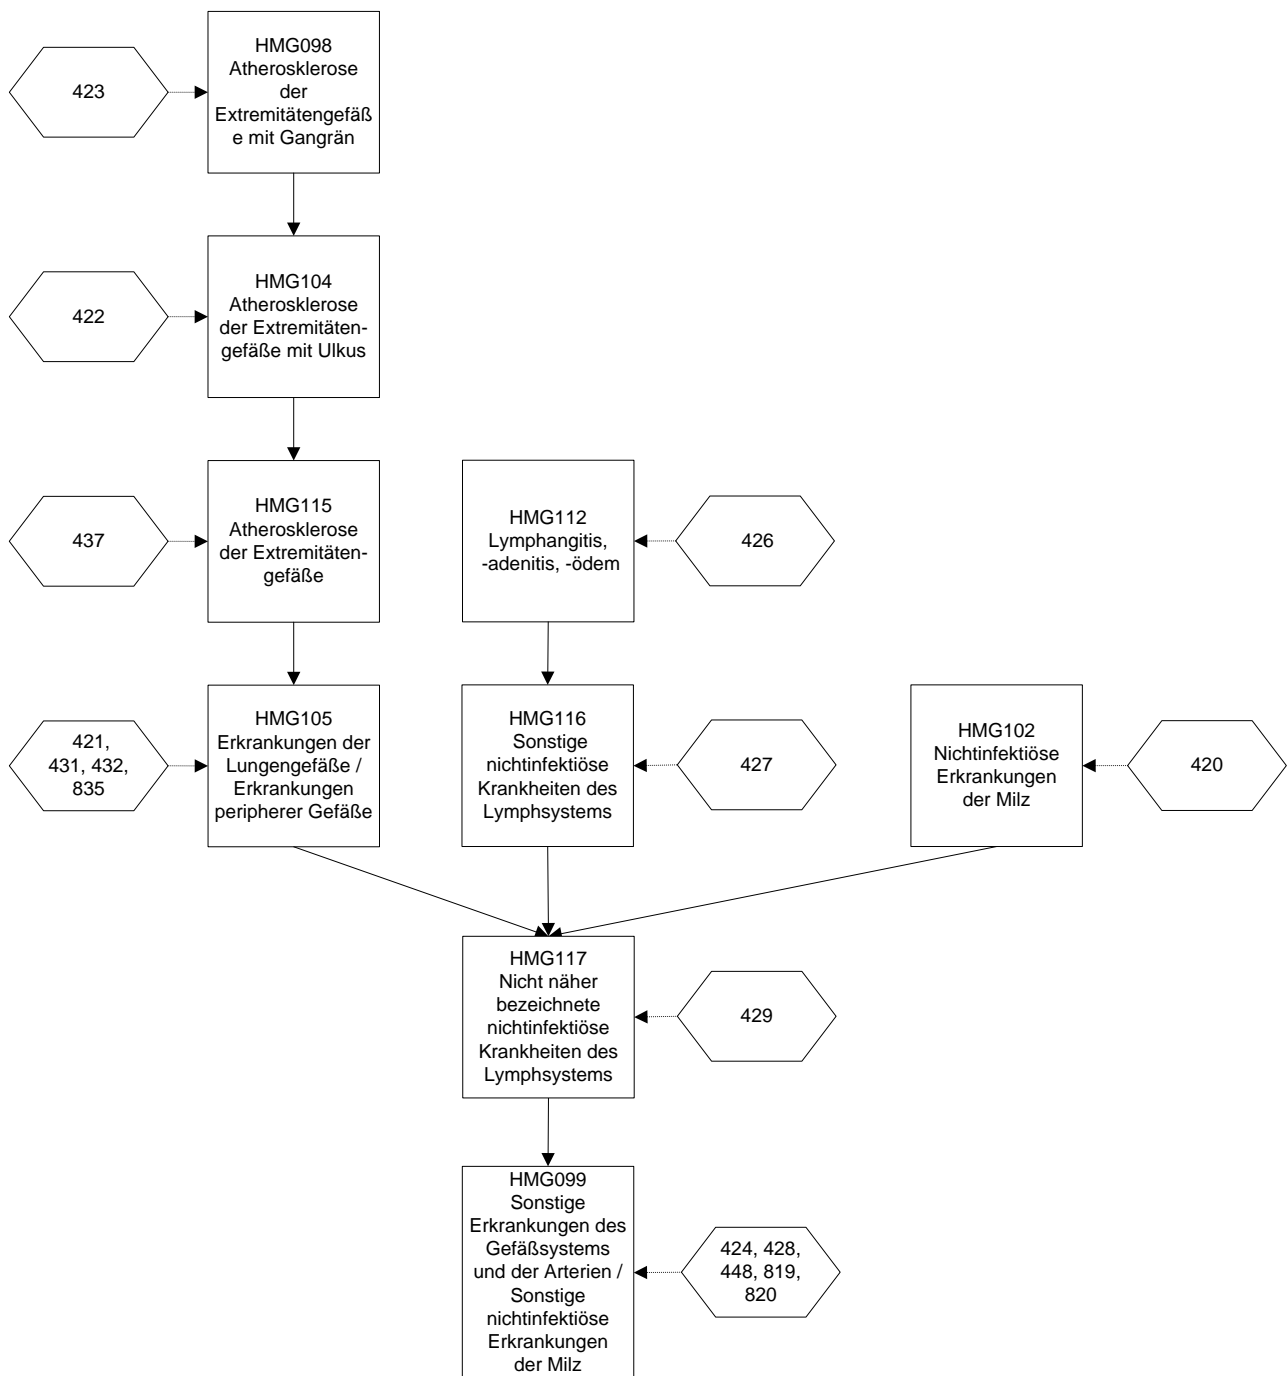 HMG098
Atherosklerose
der
Extremitätengefäß
e mit Gangrän
423
HMG104
Atherosklerose
der Extremitäten-
gefäße mit Ulkus
422
HMG115
Atherosklerose
der Extremitäten-
gefäße
437
HMG112
Lymphangitis,
-adenitis, -ödem
426
HMG105
Erkrankungen der
Lungengefäße /
Erkrankungen
peripherer Gefäße
421,
431, 432,
835
HMG116
Sonstige
nichtinfektiöse
Krankheiten des
Lymphsystems
427
HMG102
Nichtinfektiöse
Erkrankungen
der Milz
420
HMG117
Nicht näher
bezeichnete
nichtinfektiöse
Krankheiten des
Lymphsystems
429
HMG099
Sonstige
Erkrankungen des
Gefäßsystems
und der Arterien /
Sonstige
nichtinfektiöse
Erkrankungen
der Milz
424, 428,
448, 819,
820